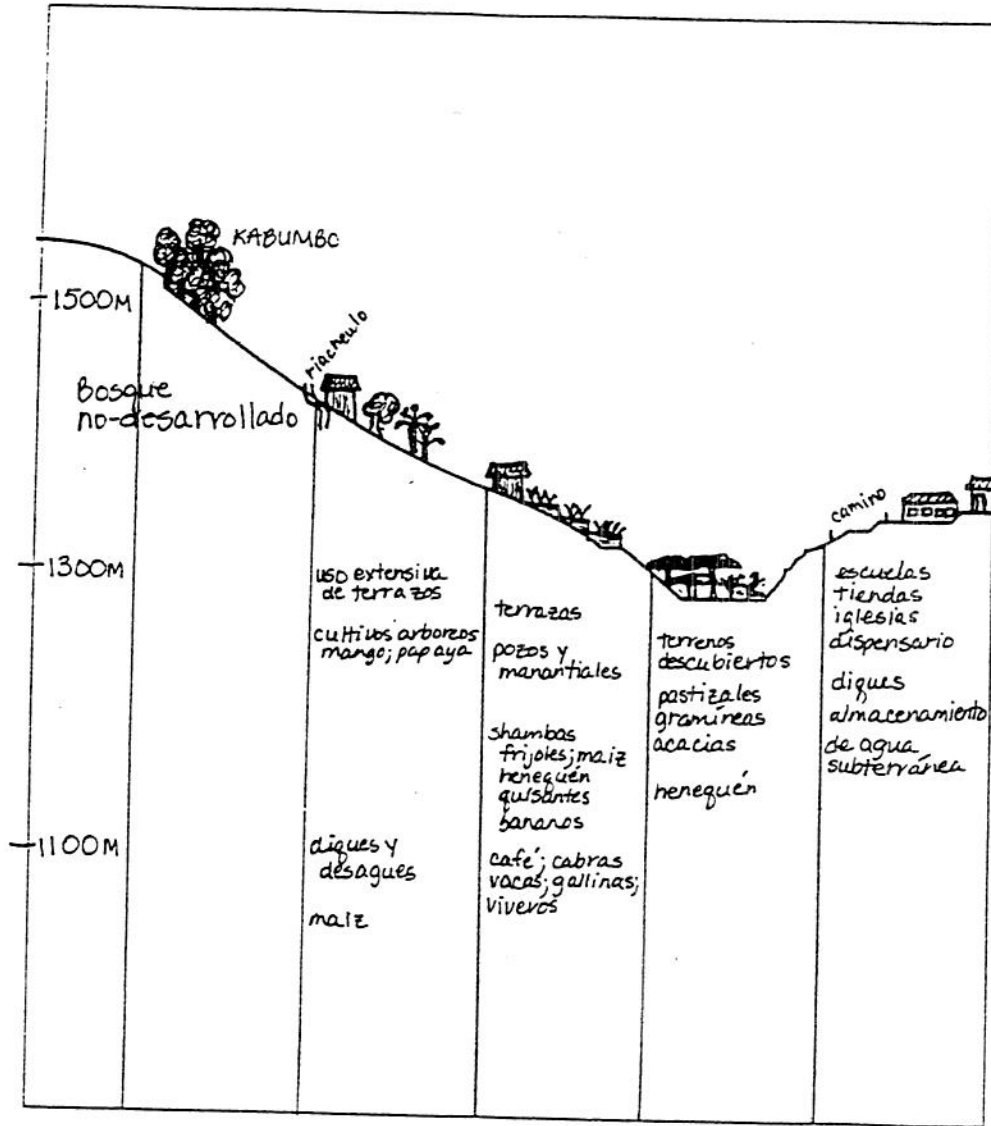 KABUMBO
1500M
riacheulo
Bosque
no-desarrollado
camino
1300M
uso extensiva
de terrazos
cultivos arboreos
mango; papaya
diques y
desagues
maiz
terrazas
pozos y
manantiales
shambas
frijoles; maiz
henequén
quisantes
bananos
café; cabras
vacas; gallinas;
viveros
terrenos
descubiertos
pastizales
gramíneas
acacias
henequén
escuelas
tiendas
iglesias
dispensario
diques
almacenamiento
de agua
subterránea
1100M